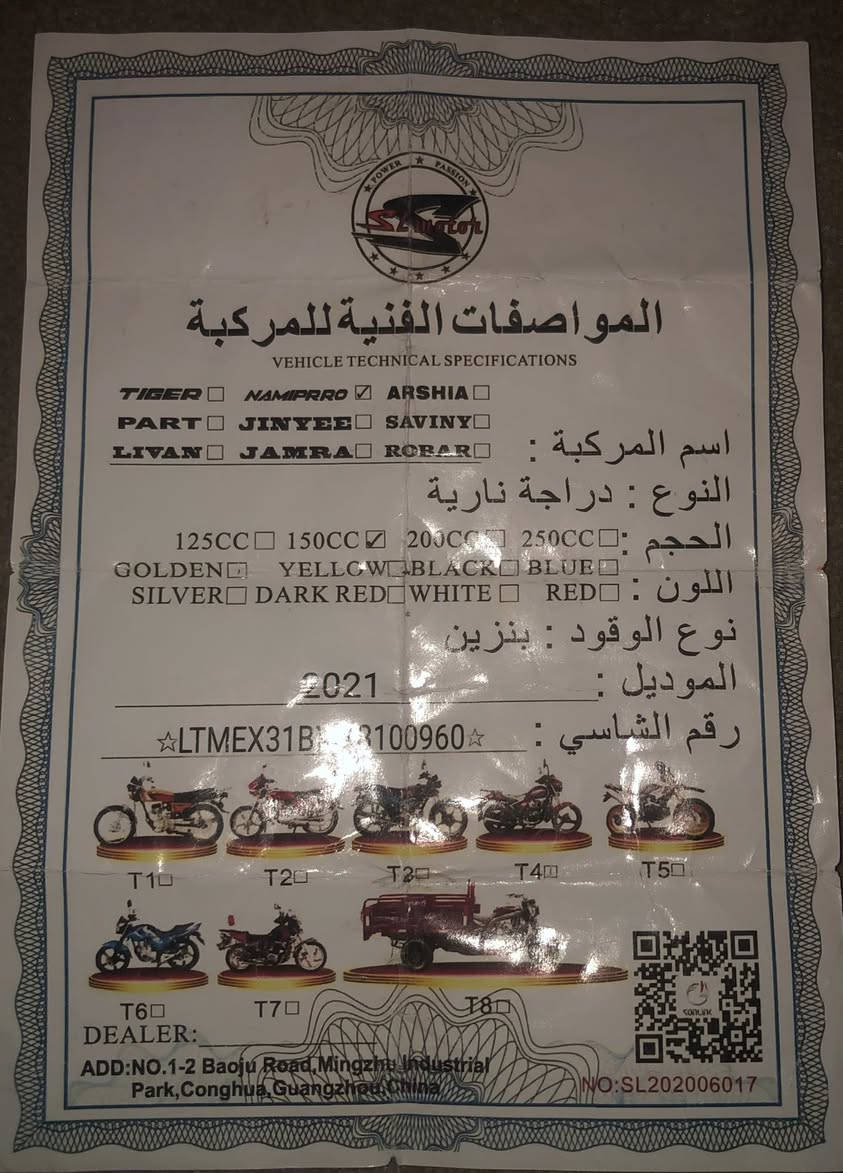 POWER ★ PASSION
SL motor
المواصفات الفنية للمركبة
VEHICLE TECHNICAL SPECIFICATIONS
TIGER☐ NAMIPRRO☑ ARSHIA☐
PART☐ JINYEE☐ SAVINY☐
اسم المركبة : LIVAN☐ JAMRA☐ ROBAR☐
النوع : دراجة نارية
الحجم : 125CC☐ 150CC☑ 200CC☐ 250CC☐
GOLDEN☐ YELLOW☐ BLACK☐ BLUE☐
اللون : SILVER☐ DARK RED☐ WHITE☐ RED☐
نوع الوقود : بنزين
الموديل : 2021
رقم الشاسي :
T1☐ T2☐ T3☐ T4☐ T5☐
T6☐ T7☐ T8☐
SONLINK
DEALER:
ADD:NO.1-2 Baoju Road,Mingzhu Industrial
Park,Conghua,Guangzhou,China
NO:SL202006017